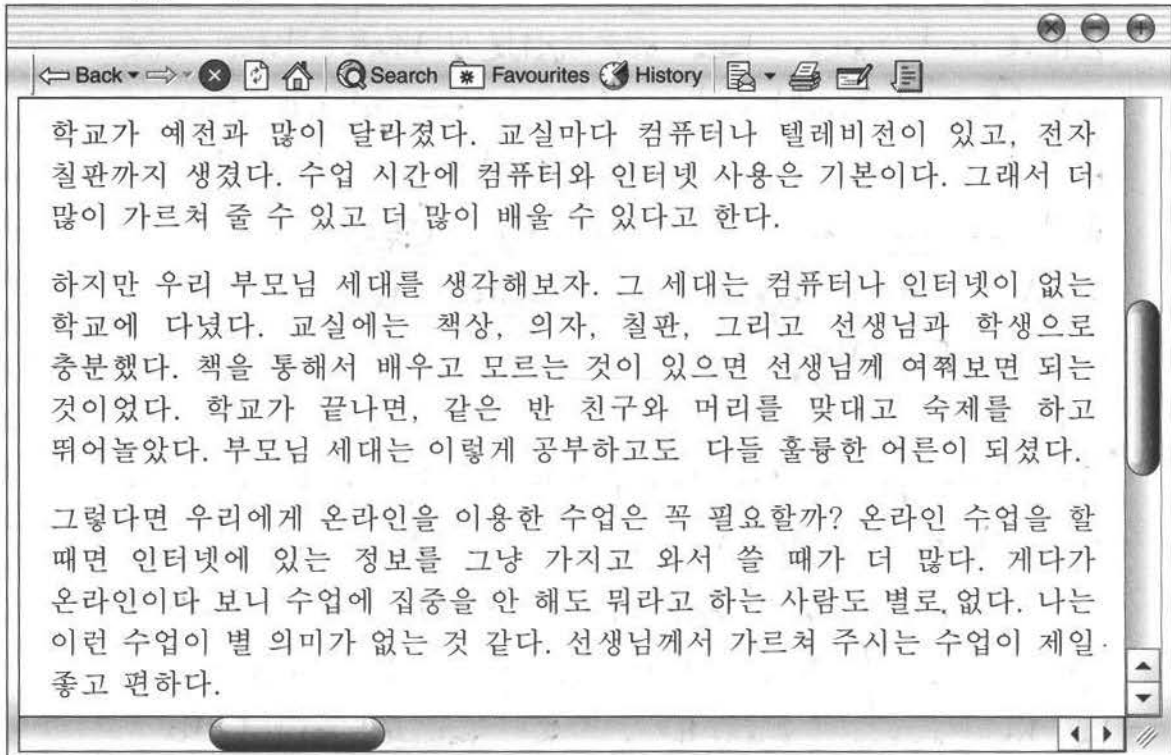 Back Search Favourites History
학교가 예전과 많이 달라졌다. 교실마다 컴퓨터나 텔레비전이 있고, 전자
칠판까지 생겼다. 수업 시간에 컴퓨터와 인터넷 사용은 기본이다. 그래서 더
많이 가르쳐 줄 수 있고 더 많이 배울 수 있다고 한다.
하지만 우리 부모님 세대를 생각해보자. 그 세대는 컴퓨터나 인터넷이 없는
학교에 다녔다. 교실에는 책상, 의자, 칠판, 그리고 선생님과 학생으로
충분했다. 책을 통해서 배우고 모르는 것이 있으면 선생님께 여쭤보면 되는
것이었다. 학교가 끝나면, 같은 반 친구와 머리를 맞대고 숙제를 하고
뛰어놀았다. 부모님 세대는 이렇게 공부하고도 다들 훌륭한 어른이 되셨다.
그렇다면 우리에게 온라인을 이용한 수업은 꼭 필요할까? 온라인 수업을 할
때면 인터넷에 있는 정보를 그냥 가지고 와서 쓸 때가 더 많다. 게다가
온라인이다 보니 수업에 집중을 안 해도 뭐라고 하는 사람도 별로 없다. 나는
이런 수업이 별 의미가 없는 것 같다. 선생님께서 가르쳐 주시는 수업이 제일
좋고 편하다.